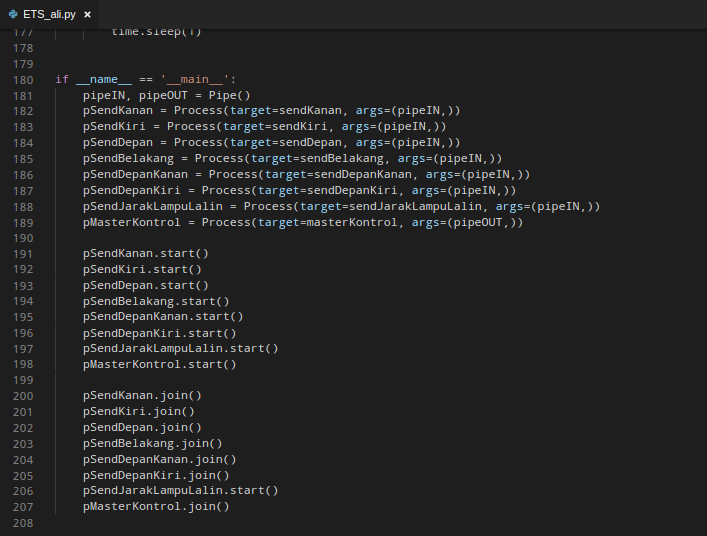 ETS_ali.py ×
177 time.sleep(1)
178
179
180 if __name__ == '__main__':
181 pipeIN, pipeOUT = Pipe()
182 pSendKanan = Process(target=sendKanan, args=(pipeIN,))
183 pSendKiri = Process(target=sendKiri, args=(pipeIN,))
184 pSendDepan = Process(target=sendDepan, args=(pipeIN,))
185 pSendBelakang = Process(target=sendBelakang, args=(pipeIN,))
186 pSendDepanKanan = Process(target=sendDepanKanan, args=(pipeIN,))
187 pSendDepanKiri = Process(target=sendDepanKiri, args=(pipeIN,))
188 pSendJarakLampuLalin = Process(target=sendJarakLampuLalin, args=(pipeIN,))
189 pMasterKontrol = Process(target=masterKontrol, args=(pipeOUT,))
190
191 pSendKanan.start()
192 pSendKiri.start()
193 pSendDepan.start()
194 pSendBelakang.start()
195 pSendDepanKanan.start()
196 pSendDepanKiri.start()
197 pSendJarakLampuLalin.start()
198 pMasterKontrol.start()
199
200 pSendKanan.join()
201 pSendKiri.join()
202 pSendDepan.join()
203 pSendBelakang.join()
204 pSendDepanKanan.join()
205 pSendDepanKiri.join()
206 pSendJarakLampuLalin.start()
207 pMasterKontrol.join()
208